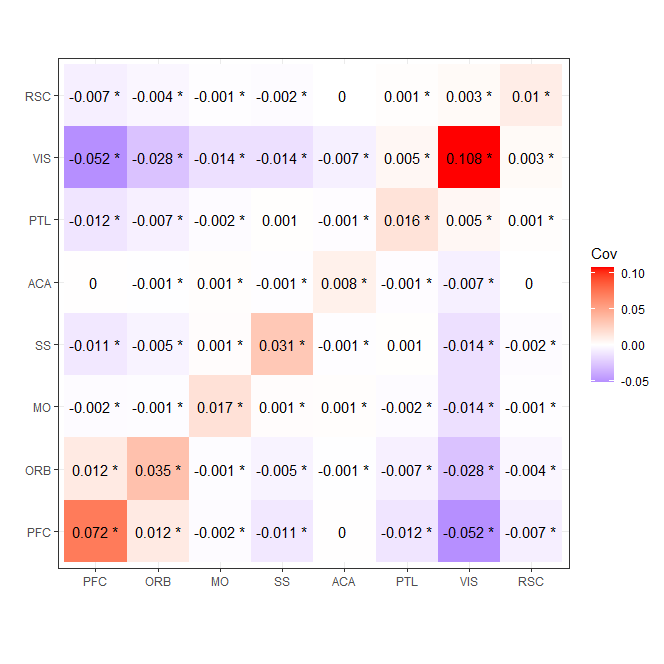 RSC -0.007 * -0.004 * -0.001 * -0.002 * 0 0.001 * 0.003 * 0.01 *
VIS -0.052 * -0.028 * -0.014 * -0.014 * -0.007 * 0.005 * 0.108 * 0.003 *
PTL -0.012 * -0.007 * -0.002 * 0.001 -0.001 * 0.016 * 0.005 * 0.001 *
ACA 0 -0.001 * 0.001 * -0.001 * 0.008 * -0.001 * -0.007 * 0
SS -0.011 * -0.005 * 0.001 * 0.031 * -0.001 * 0.001 -0.014 * -0.002 *
MO -0.002 * -0.001 * 0.017 * 0.001 * 0.001 * -0.002 * -0.014 * -0.001 *
ORB 0.012 * 0.035 * -0.001 * -0.005 * -0.001 * -0.007 * -0.028 * -0.004 *
PFC 0.072 * 0.012 * -0.002 * -0.011 * 0 -0.012 * -0.052 * -0.007 *
PFC ORB MO SS ACA PTL VIS RSC
Cov
0.10
0.05
0.00
-0.05